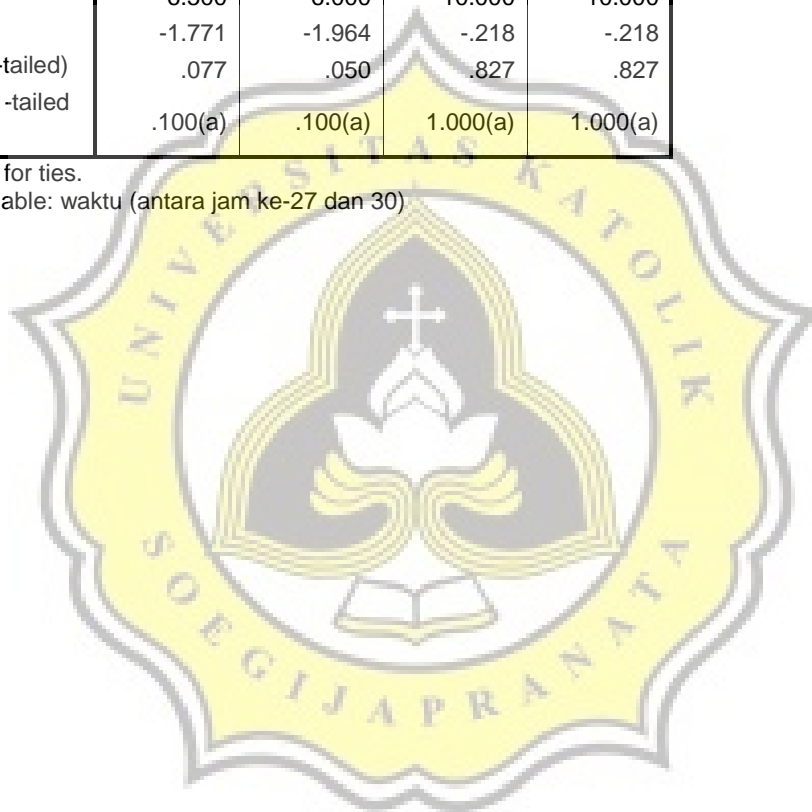 -1.771 -1.964 -.218 -.218
-tailed) .077 .050 .827 .827
-tailed
.100(a) .100(a) 1.000(a) 1.000(a)
for ties.
able: waktu (antara jam ke-27 dan 30)
UNIVERSITAS KATOLIK
SOEGIJAPRANATA